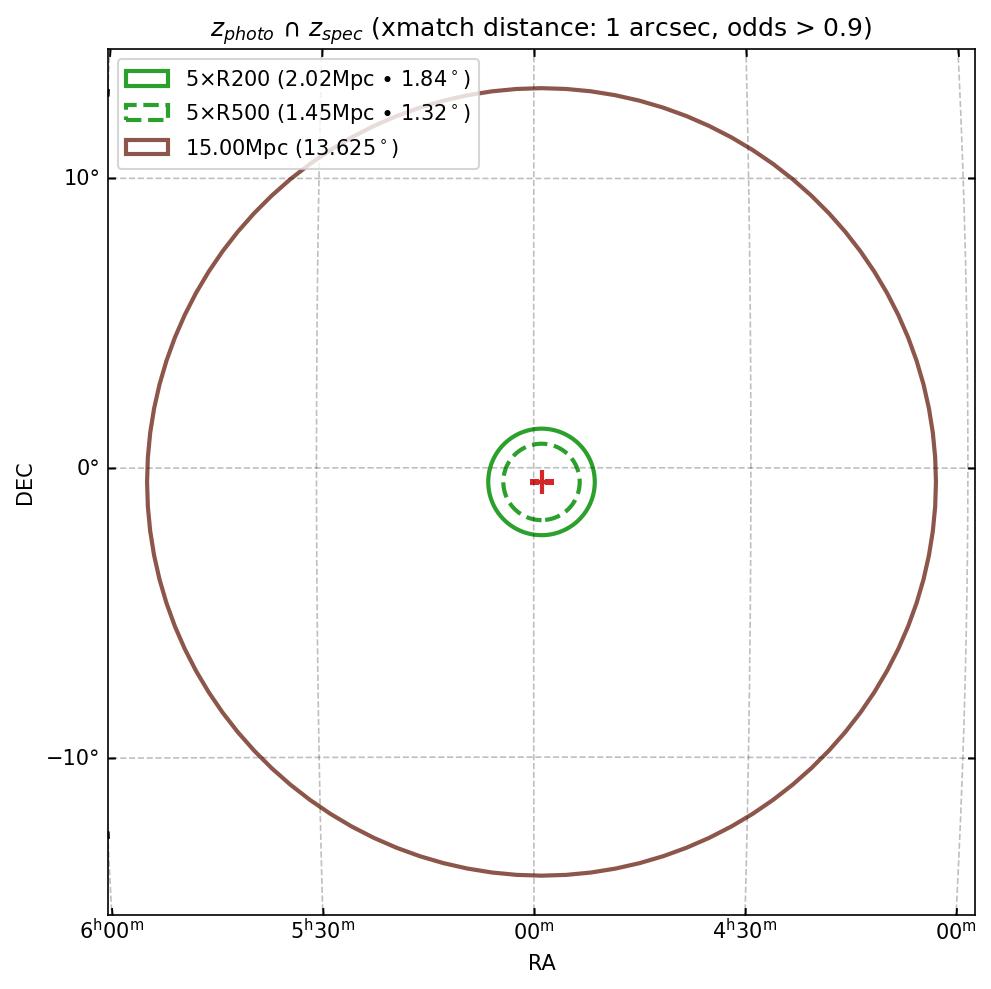 z_photo ∩ z_spec (xmatch distance: 1 arcsec, odds > 0.9)
5×R200 (2.02Mpc • 1.84°)
5×R500 (1.45Mpc • 1.32°)
15.00Mpc (13.625°)
10°
0°
−10°
DEC
6h00m 5h30m 00m 4h30m 00m
RA